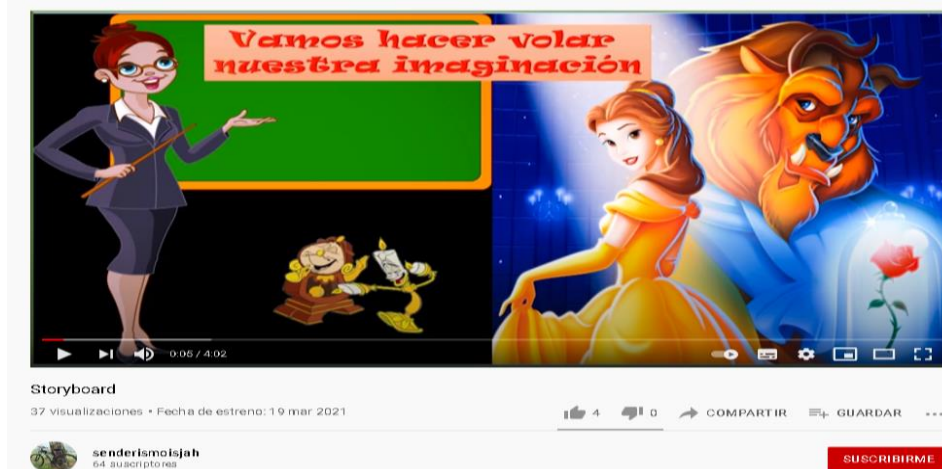 Vamos hacer volar
nuestra imaginación
0:05 / 4:02
Storyboard
37 visualizaciones • Fecha de estreno: 19 mar 2021
4
0
COMPARTIR
GUARDAR
senderismoisjah
64 suscriptores
SUSCRIBIRME